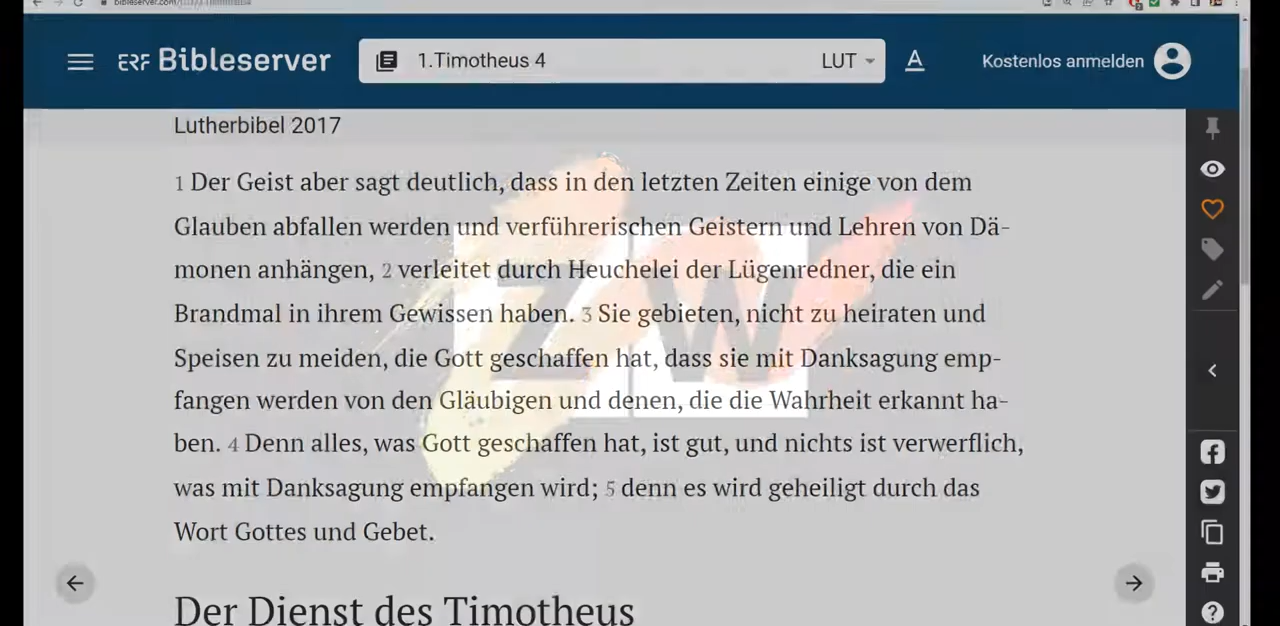 bibleserver.com/
ERF Bibleserver
1.Timotheus 4
LUT
A
Kostenlos anmelden
Lutherbibel 2017
1 Der Geist aber sagt deutlich, dass in den letzten Zeiten einige von dem
Glauben abfallen werden und verführerischen Geistern und Lehren von Dä-
monen anhängen, 2 verleitet durch Heuchelei der Lügenredner, die ein
Brandmal in ihrem Gewissen haben. 3 Sie gebieten, nicht zu heiraten und
Speisen zu meiden, die Gott geschaffen hat, dass sie mit Danksagung emp-
fangen werden von den Gläubigen und denen, die die Wahrheit erkannt ha-
ben. 4 Denn alles, was Gott geschaffen hat, ist gut, und nichts ist verwerflich,
was mit Danksagung empfangen wird; 5 denn es wird geheiligt durch das
Wort Gottes und Gebet.
Der Dienst des Timotheus
ZW